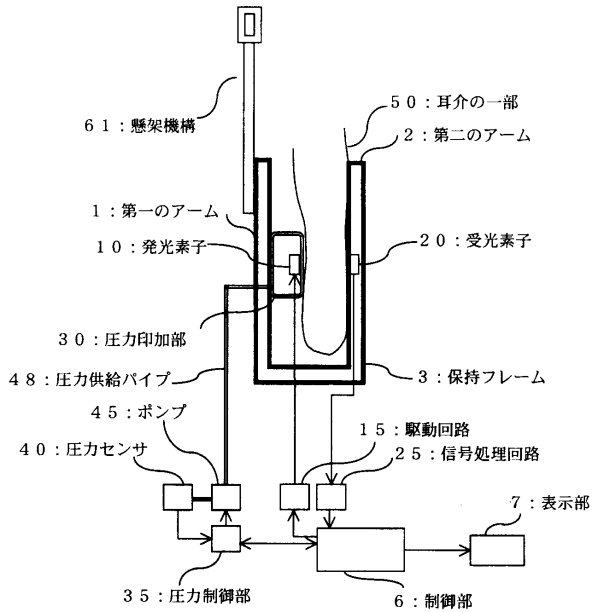 50:耳介の一部
61:懸架機構
2:第二のアーム
1:第一のアーム
10:発光素子
20:受光素子
30:圧力印加部
48:圧力供給パイプ
3:保持フレーム
45:ポンプ
15:駆動回路
40:圧力センサ
25:信号処理回路
7:表示部
35:圧力制御部
6:制御部